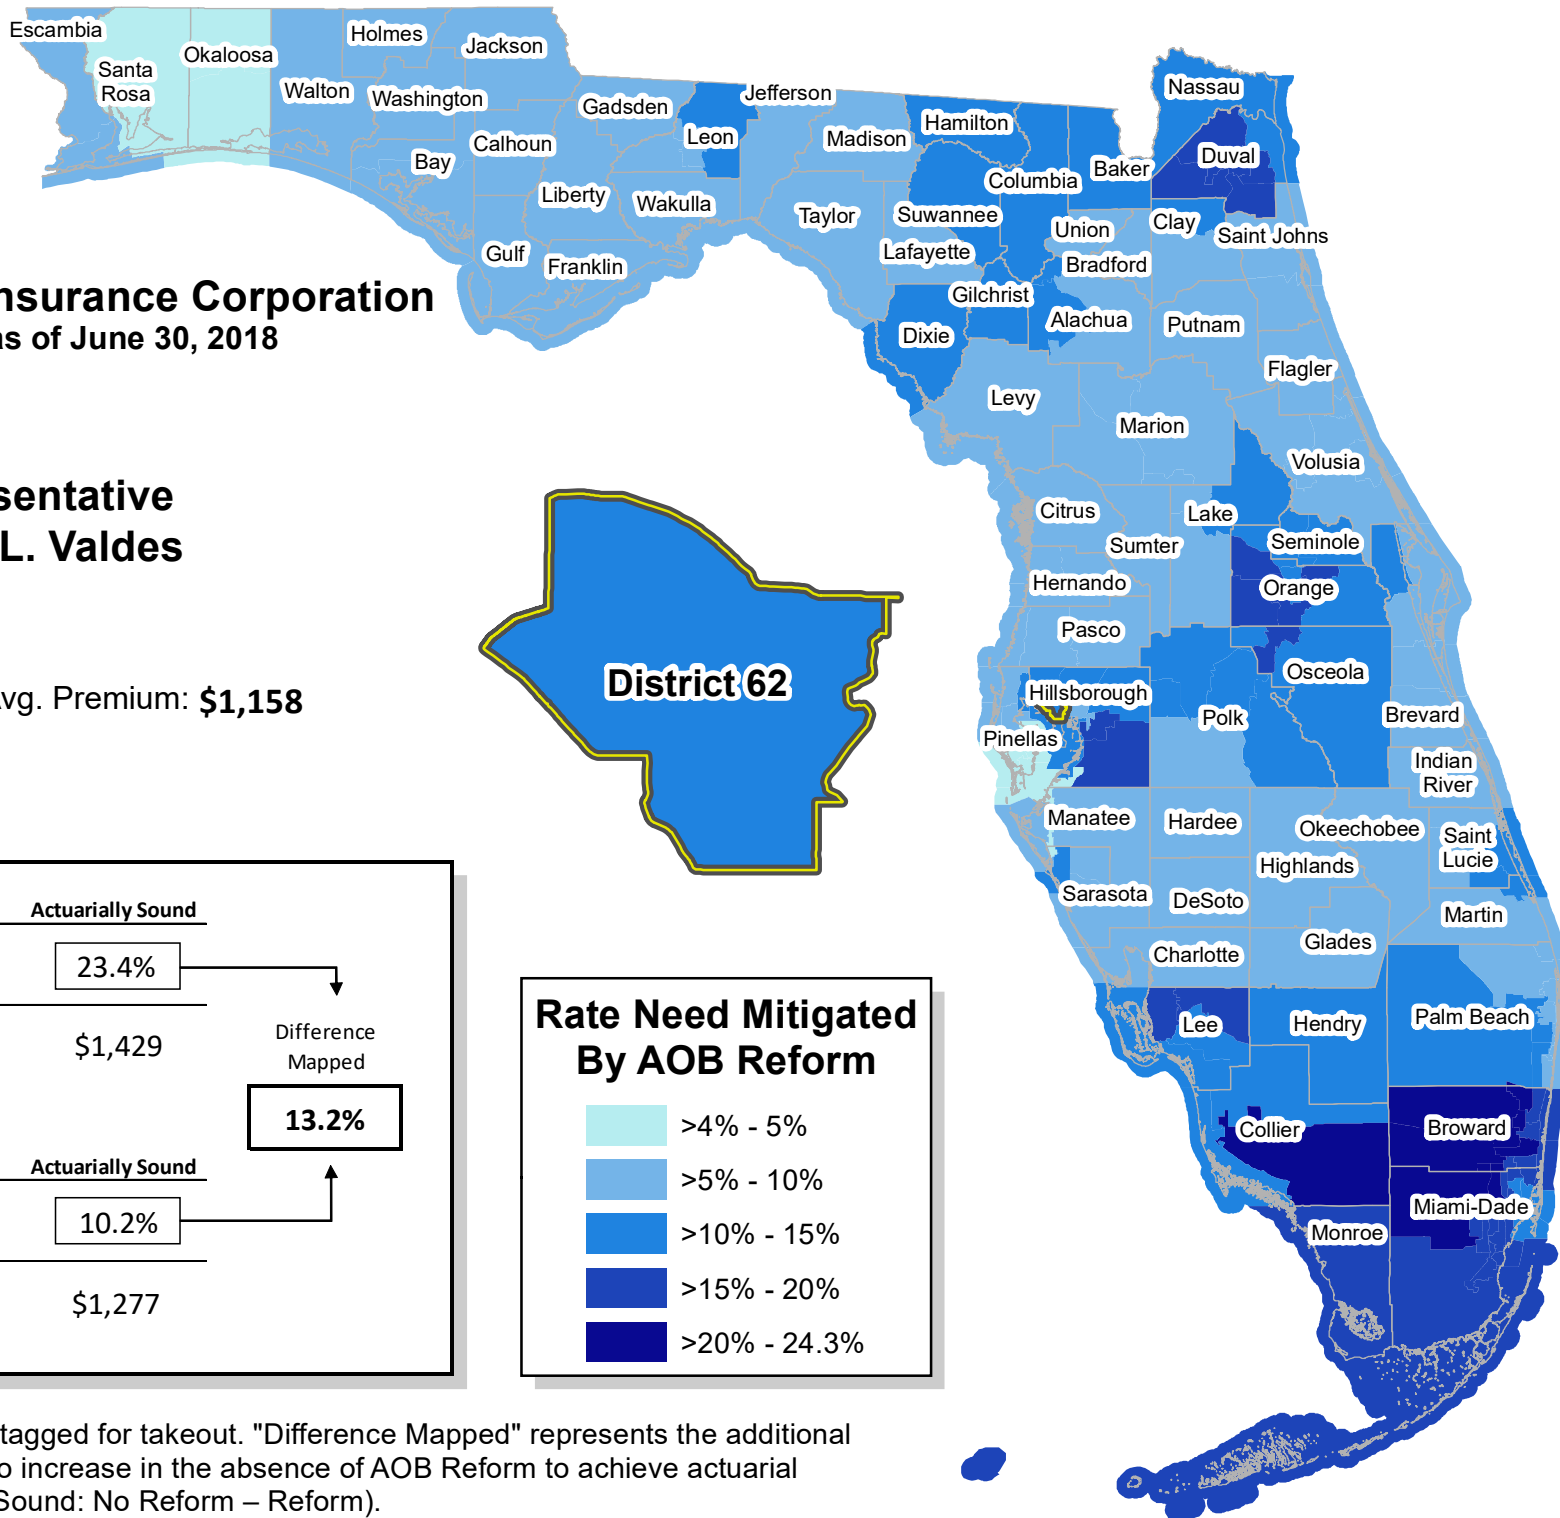 Escambia
Santa
Rosa
Okaloosa
Holmes
Jackson
Walton
Washington
Gadsden
Jefferson
Leon
Madison
Hamilton
Nassau
Calhoun
Bay
Liberty
Wakulla
Taylor
Suwannee
Columbia
Baker
Duval
Gulf
Franklin
Lafayette
Union
Clay
Saint Johns
Bradford
Gilchrist
Dixie
Alachua
Putnam
Flagler
Levy
Marion
Volusia
Citrus
Lake
Sumter
Seminole
Hernando
Orange
Pasco
Osceola
Hillsborough
Polk
Brevard
Pinellas
Indian
River
Manatee
Hardee
Okeechobee
Saint
Lucie
Highlands
Sarasota
DeSoto
Martin
Charlotte
Glades
Lee
Hendry
Palm Beach
Collier
Broward
Miami-Dade
Monroe
nsurance Corporation
as of June 30, 2018
sentative
L. Valdes
vg. Premium: $1,158
District 62
Actuarially Sound
23.4%
$1,429
Difference
Mapped
13.2%
Actuarially Sound
10.2%
$1,277
Rate Need Mitigated
By AOB Reform
>4% - 5%
>5% - 10%
>10% - 15%
>15% - 20%
>20% - 24.3%
tagged for takeout. "Difference Mapped" represents the additional
o increase in the absence of AOB Reform to achieve actuarial
Sound: No Reform – Reform).